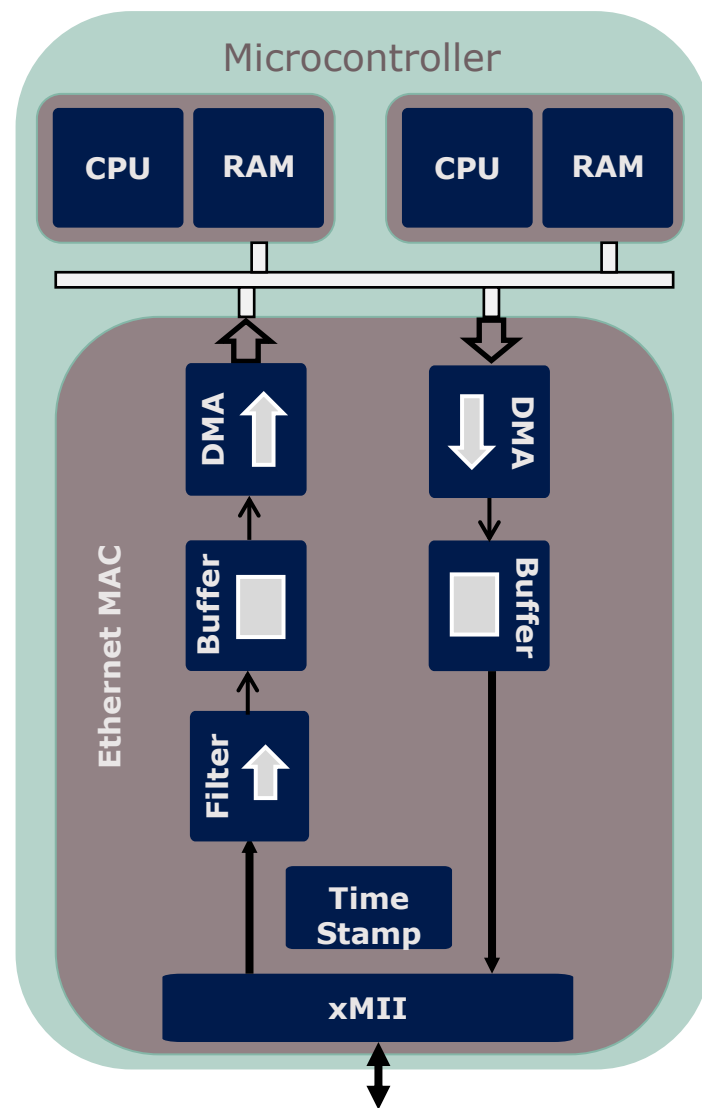 Microcontroller
CPU
RAM
CPU
RAM
DMA
DMA
Buffer
Buffer
Ethernet MAC
Filter
Time
Stamp
xMII